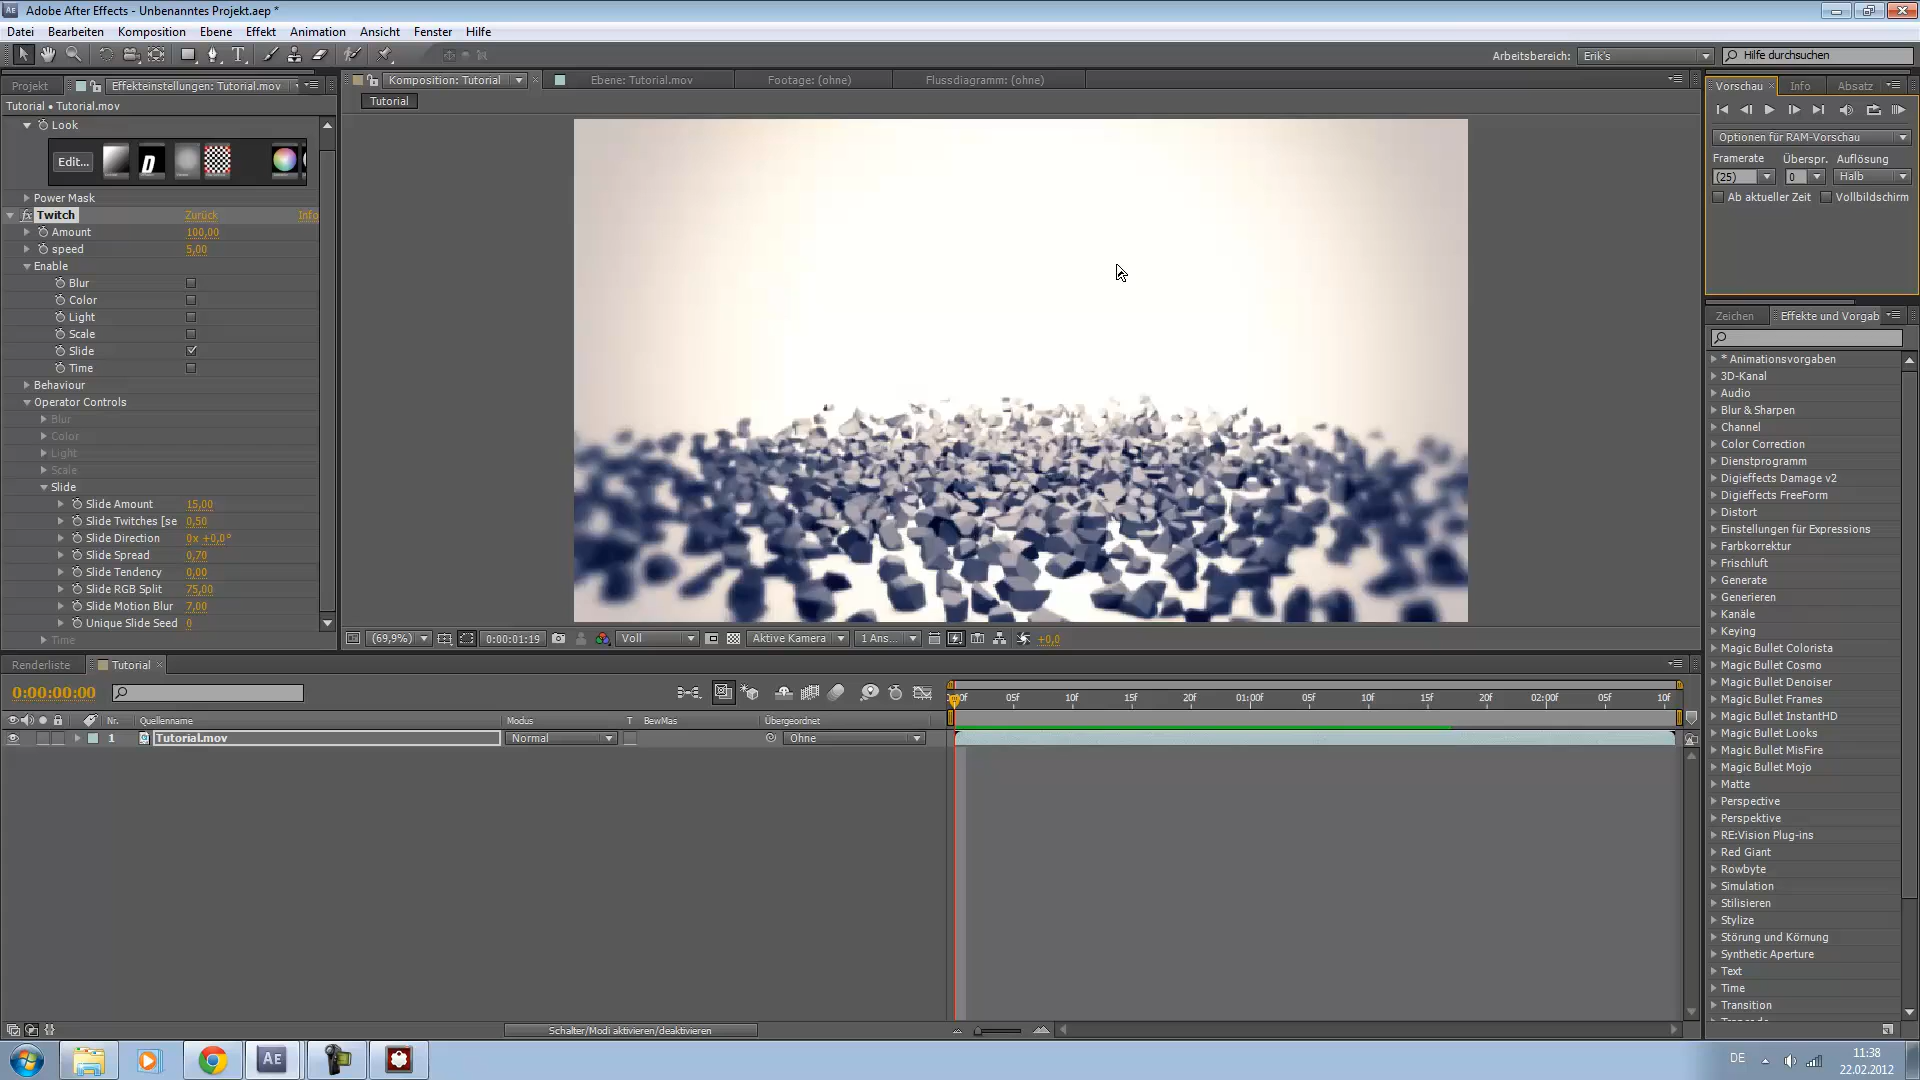 Adobe After Effects - Unbenanntes Projekt.aep *
Datei Bearbeiten Komposition Ebene Effekt Animation Ansicht Fenster Hilfe
Arbeitsbereich: Erik's Hilfe durchsuchen
Projekt Effekteinstellungen: Tutorial.mov
Tutorial • Tutorial.mov
Look
Edit...
Power Mask
fx Twitch Zurück Info
Amount 100,00
speed 5,00
Enable
Blur
Color
Light
Scale
Slide
Time
Behaviour
Operator Controls
Blur
Color
Light
Scale
Slide
Slide Amount 15,00
Slide Twitches [se 0,50
Slide Direction 0x +0,0°
Slide Spread 0,70
Slide Tendency 0,00
Slide RGB Split 75,00
Slide Motion Blur 7,00
Unique Slide Seed 0
Time
Komposition: Tutorial Ebene: Tutorial.mov Footage: (ohne) Flussdiagramm: (ohne)
Tutorial
(69,9%) 0:00:01:19 Voll Aktive Kamera 1 Ans... +0,0
Vorschau Info Absatz
Optionen für RAM-Vorschau
Framerate Überspr. Auflösung
(25) 0 Halb
Ab aktueller Zeit Vollbildschirm
Zeichen Effekte und Vorgab
* Animationsvorgaben
3D-Kanal
Audio
Blur & Sharpen
Channel
Color Correction
Dienstprogramm
Digieffects Damage v2
Digieffects FreeForm
Distort
Einstellungen für Expressions
Farbkorrektur
Frischluft
Generate
Generieren
Kanäle
Keying
Magic Bullet Colorista
Magic Bullet Cosmo
Magic Bullet Denoiser
Magic Bullet Frames
Magic Bullet InstantHD
Magic Bullet Looks
Magic Bullet MisFire
Magic Bullet Mojo
Matte
Perspective
Perspektive
RE:Vision Plug-ins
Red Giant
Rowbyte
Simulation
Stilisieren
Stylize
Störung und Körnung
Synthetic Aperture
Text
Time
Transition
Renderliste Tutorial
0:00:00:00
05f 10f 15f 20f 01:00f 05f 10f 15f 20f 02:00f 05f 10f
Nr. Quellenname Modus T BewMas Übergeordnet
1 Tutorial.mov Normal Ohne
Schalter/Modi aktivieren/deaktivieren
AE
DE
11:38
22.02.2012